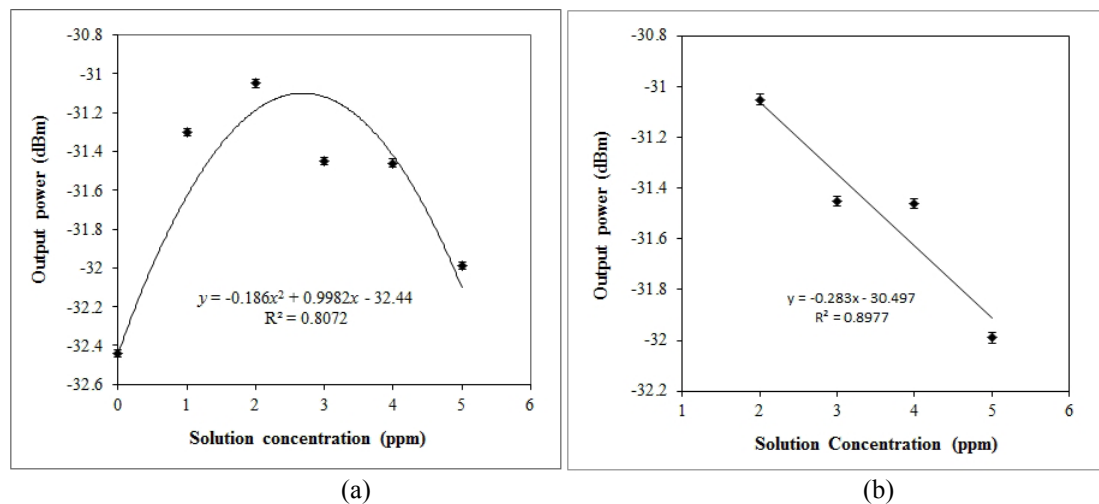 -30.8
-31
-31.2
-31.4
-31.6
-31.8
-32
-32.2
-32.4
-32.6
Output power (dBm)
y = -0.186x² + 0.9982x - 32.44
R² = 0.8072
0 1 2 3 4 5 6
Solution concentration (ppm)
(a)
-30.8
-31
-31.2
-31.4
-31.6
-31.8
-32
-32.2
Output power (dBm)
y = -0.283x - 30.497
R² = 0.8977
1 2 3 4 5 6
Solution Concentration (ppm)
(b)